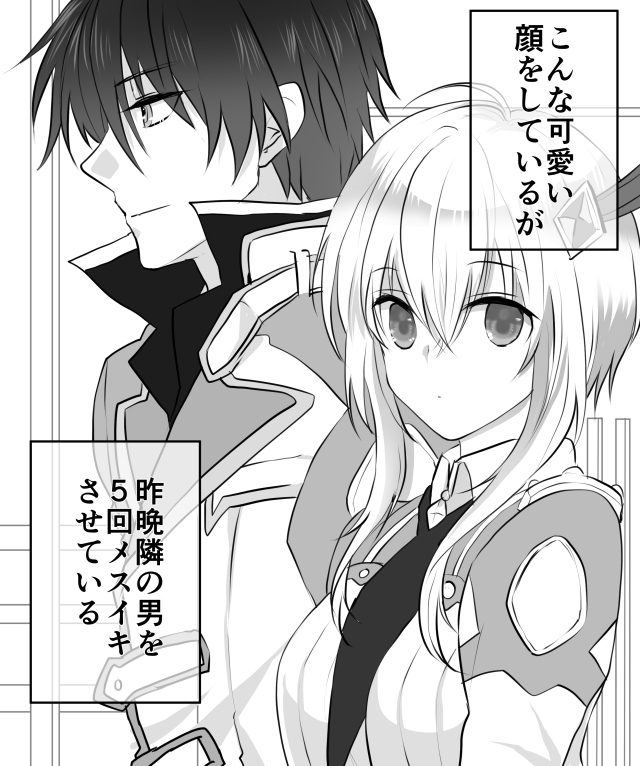 こんな可愛い
顔をしているが
昨晩隣の男を
５回メスイキ
させている